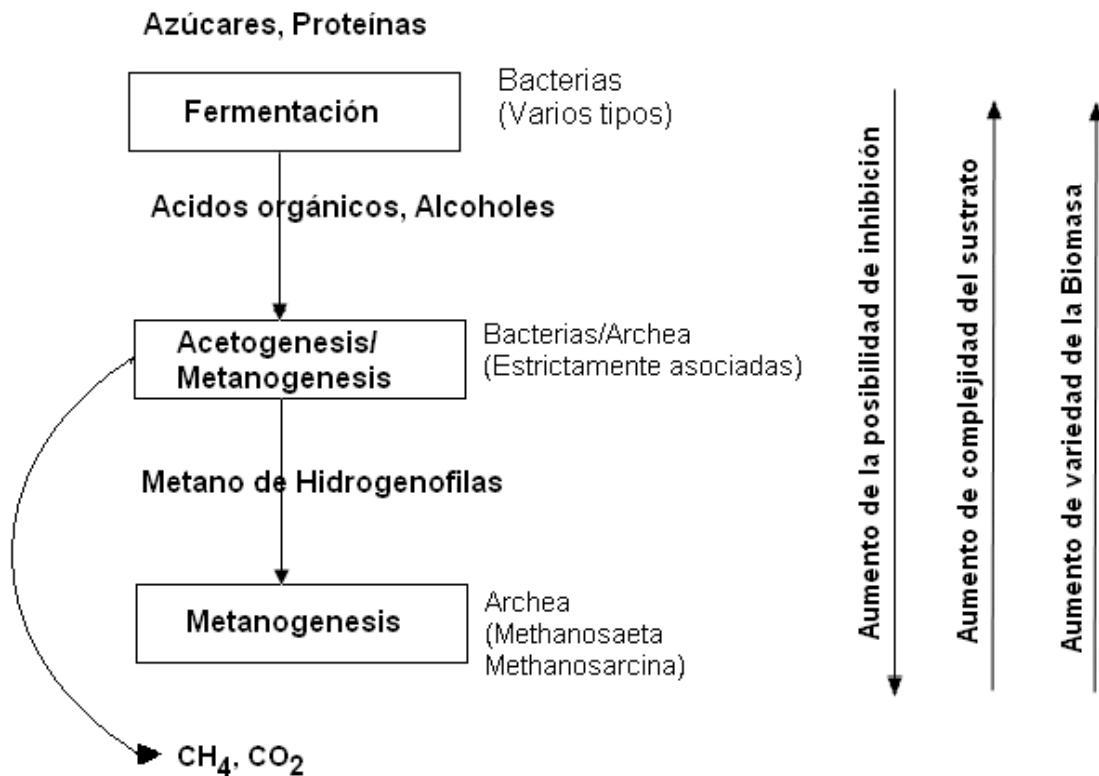 Azúcares, Proteínas
Fermentación
Bacterias
(Varios tipos)
Acidos orgánicos, Alcoholes
Acetogenesis/
Metanogenesis
Bacterias/Archea
(Estrictamente asociadas)
Metano de Hidrogenofilas
Metanogenesis
Archea
(Methanosaeta
Methanosarcina)
CH₄, CO₂
Aumento de la posibilidad de inhibición
Aumento de complejidad del sustrato
Aumento de variedad de la Biomasa